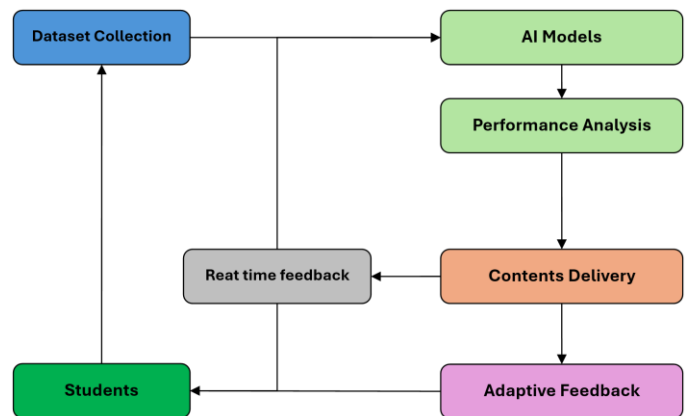 Dataset Collection
AI Models
Performance Analysis
Reat time feedback
Contents Delivery
Students
Adaptive Feedback